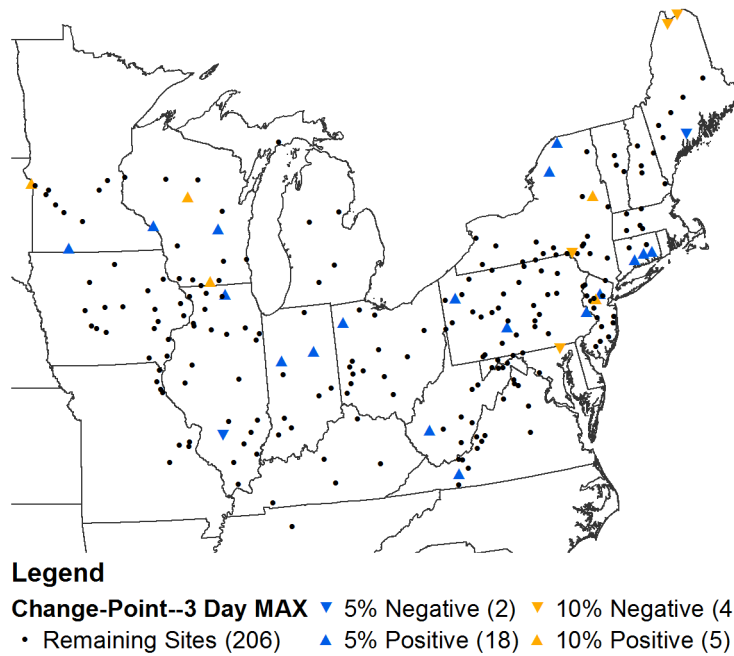 Legend
Change-Point--3 Day MAX ▼ 5% Negative (2) ▼ 10% Negative (4
• Remaining Sites (206) ▲ 5% Positive (18) ▲ 10% Positive (5)